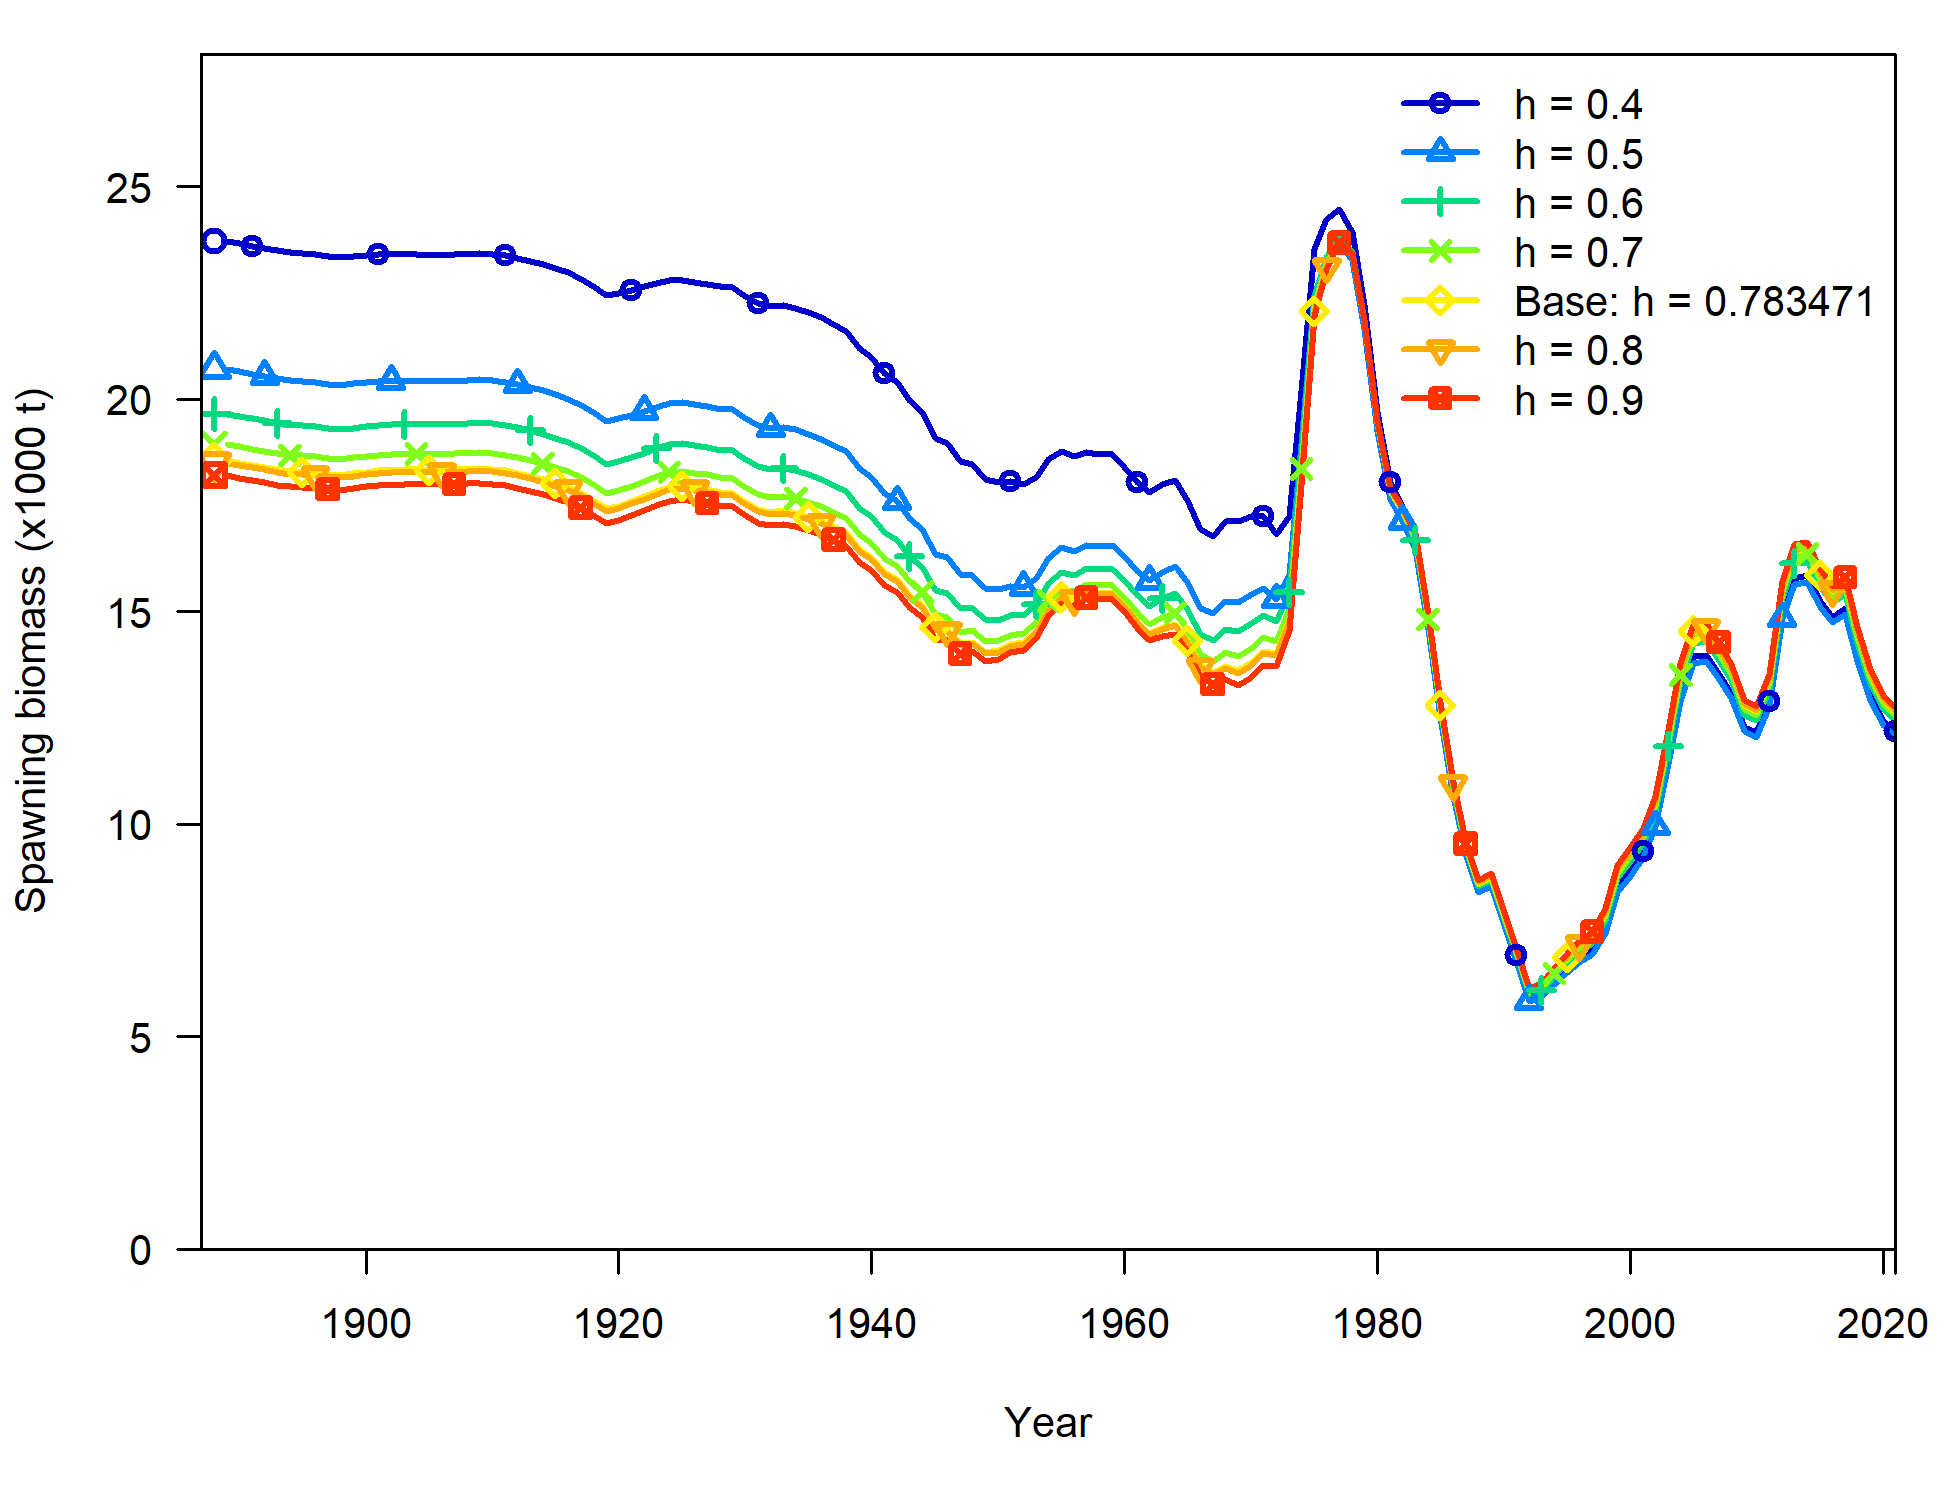 h = 0.4
h = 0.5
h = 0.6
h = 0.7
Base: h = 0.783471
h = 0.8
h = 0.9
25
20
15
10
5
0
Spawning biomass (x1000 t)
1900 1920 1940 1960 1980 2000 2020
Year